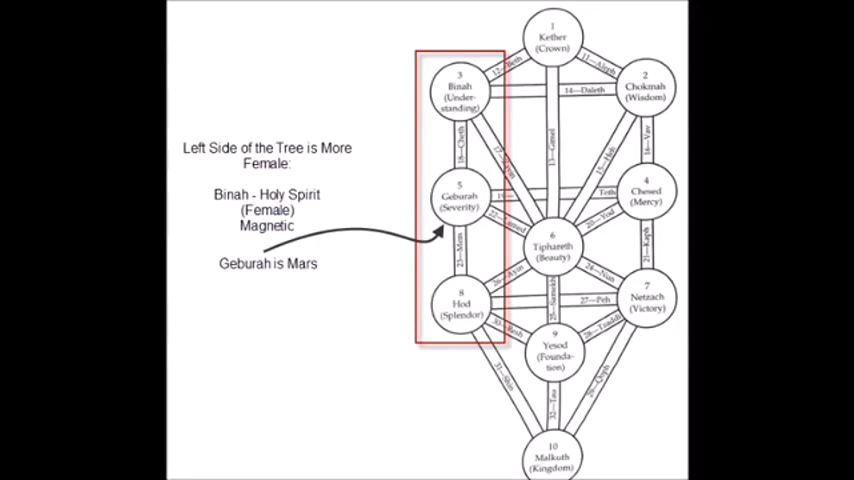 Left Side of the Tree is More
Female:
Binah - Holy Spirit
(Female)
Magnetic
Geburah is Mars
1
Kether
(Crown)
12—Beth
11—Aleph
3
Binah
(Under-
standing)
2
Chokmah
(Wisdom)
14—Daleth
18—Cheth
13—Gimel
15—Heh
16—Vav
5
Geburah
(Severity)
Teth
4
Chesed
(Mercy)
22—Lamed
20—Yod
6
Tiphareth
(Beauty)
23—Mem
21—Kaph
26—Ayin
24—Nun
25—Samekh
8
Hod
(Splendor)
27—Peh
7
Netzach
(Victory)
30—Resh
28—Tzaddi
9
Yesod
(Founda-
tion)
31—Shin
32—Tau
29—Qoph
10
Malkuth
(Kingdom)